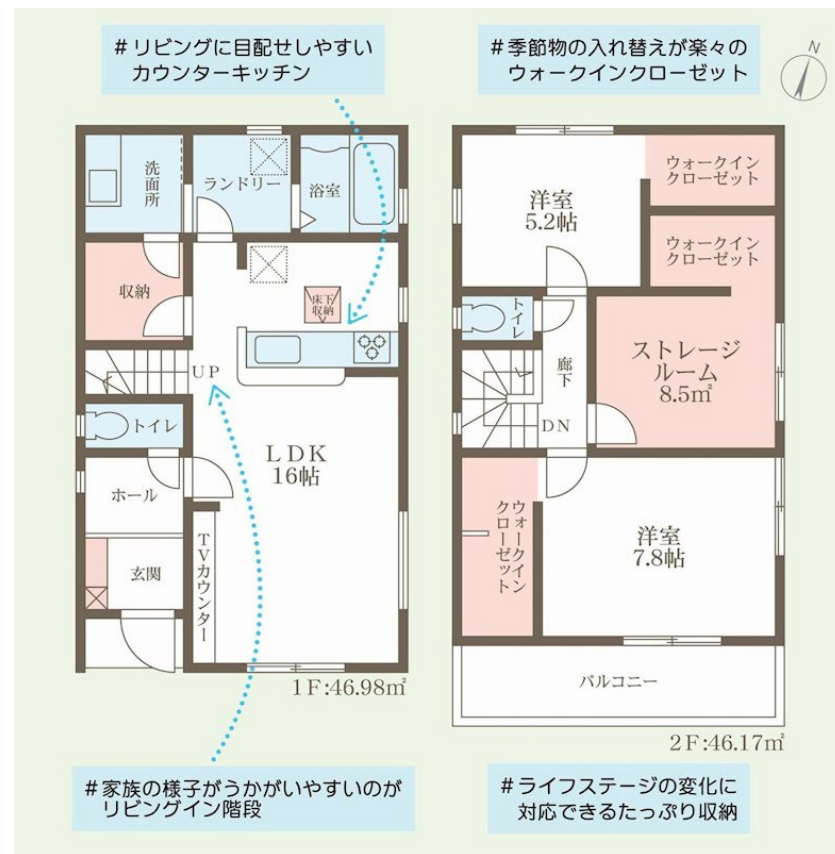 #リビングに目配せしやすい
カウンターキッチン
#季節物の入れ替えが楽々の
ウォークインクローゼット
N
洗面所
ランドリー
浴室
収納
床下
収納
UP
トイレ
LDK
16帖
ホール
玄関
TVカウンター
1F:46.98㎡
洋室
5.2帖
ウォークイン
クローゼット
ウォークイン
クローゼット
トイレ
廊下
ストレージ
ルーム
8.5㎡
DN
ウォークイン
クローゼット
洋室
7.8帖
バルコニー
2F:46.17㎡
#家族の様子がうかがいやすいのが
リビングイン階段
#ライフステージの変化に
対応できるたっぷり収納